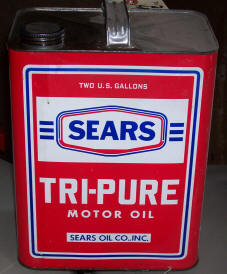 TWO U.S. GALLONS
SEARS
TRI-PURE
MOTOR OIL
SEARS OIL CO., INC.